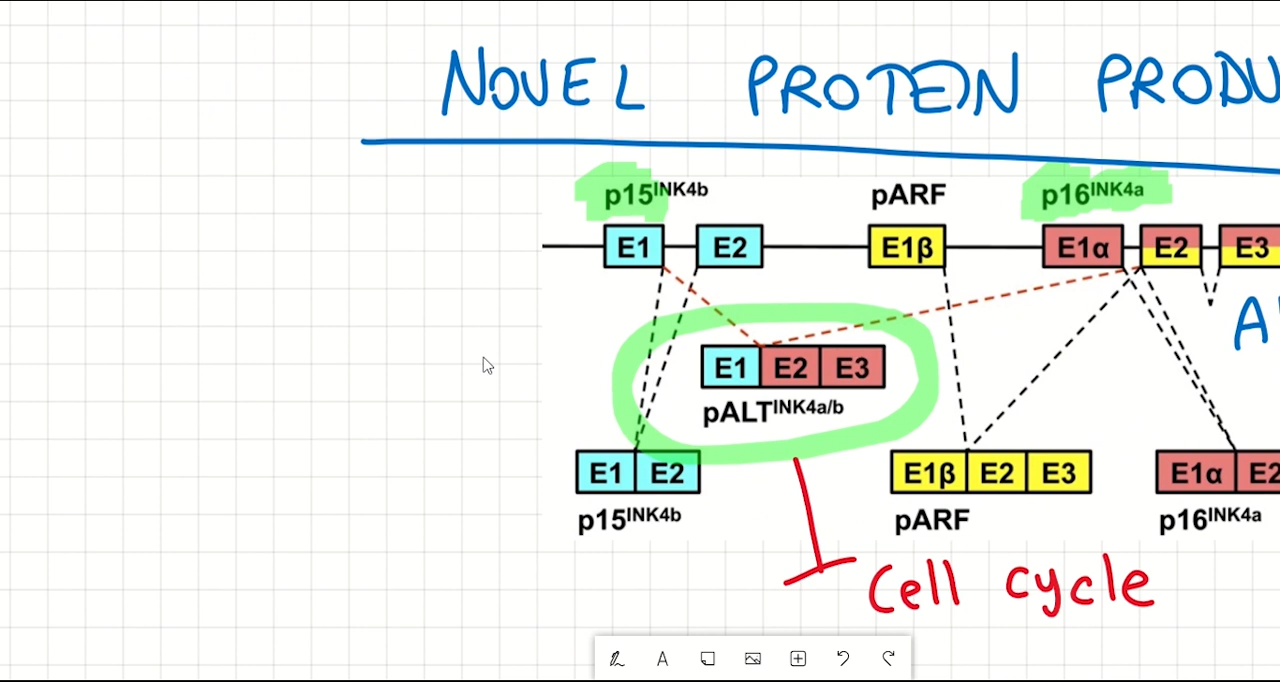 NOVEL PROTEIN PRODU
p15INK4b pARF p16INK4a
E1 E2 E1β E1α E2 E3
E1 E2 E3
pALTINK4a/b
E1 E2 E1β E2 E3 E1α E2
p15INK4b pARF p16INK4a
Cell cycle
A